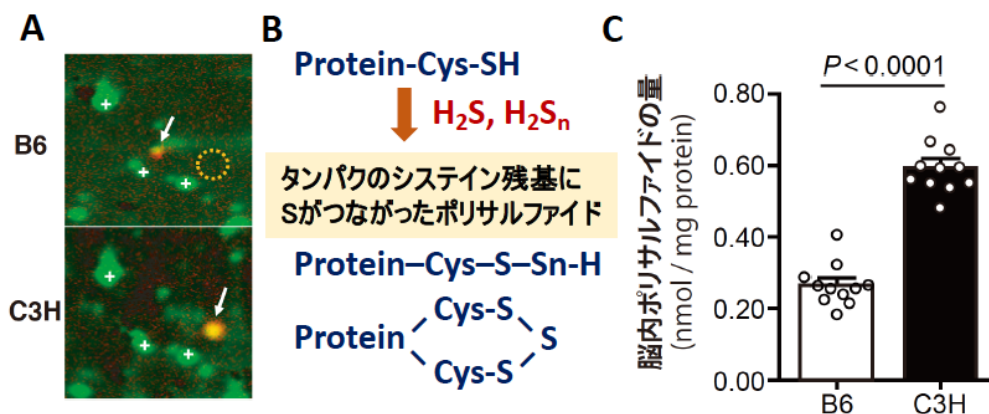 A
B6
C3H
B
Protein-Cys-SH
H₂S, H₂Sₙ
タンパクのシステイン残基に
Sがつながったポリサルファイド
Protein–Cys–S–Sn-H
Cys-S
Protein
S
Cys-S
C
P<0.0001
脳内ポリサルファイドの量
(nmol / mg protein)
0.80
0.60
0.40
0.20
0.00
B6
C3H